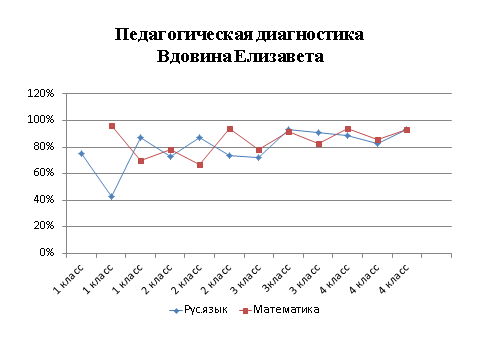 Педагогическая диагностика
Вдовина Елизавета
120%
100%
80%
60%
40%
20%
0%
1 класс
1 класс
1 класс
2 класс
2 класс
2 класс
3 класс
3класс
3 класс
4 класс
4 класс
4 класс
Рус.язык
Математика